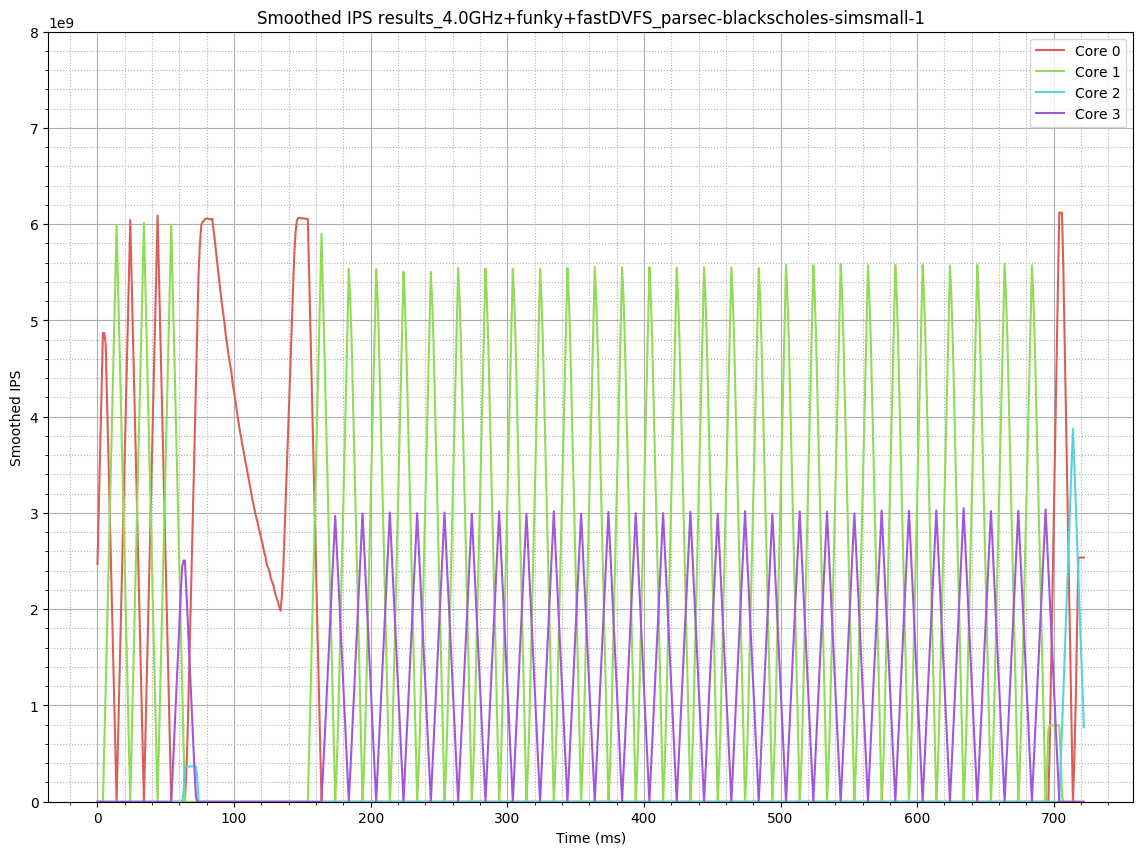 Smoothed IPS results_4.0GHz+funky+fastDVFS_parsec-blackscholes-simsmall-1
1e9
8
7
6
5
4
3
2
1
0
Smoothed IPS
Core 0
Core 1
Core 2
Core 3
0 100 200 300 400 500 600 700
Time (ms)